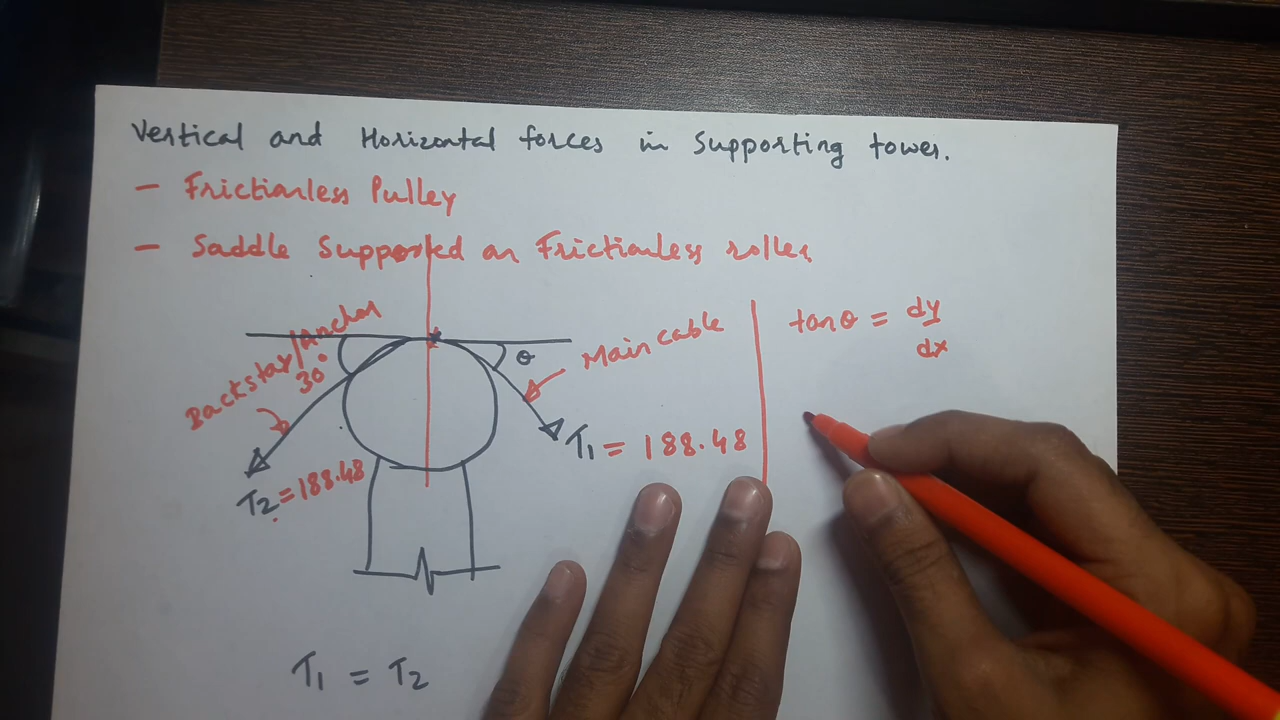 Vertical and Horizontal forces in Supporting tower.
- Frictionless Pulley
- Saddle Supported on Frictionless roller
Backstay/Anchor
30°
θ
Main cable
T1 = 188.48
T2 = 188.48
T1 = T2
tanθ = dy/dx